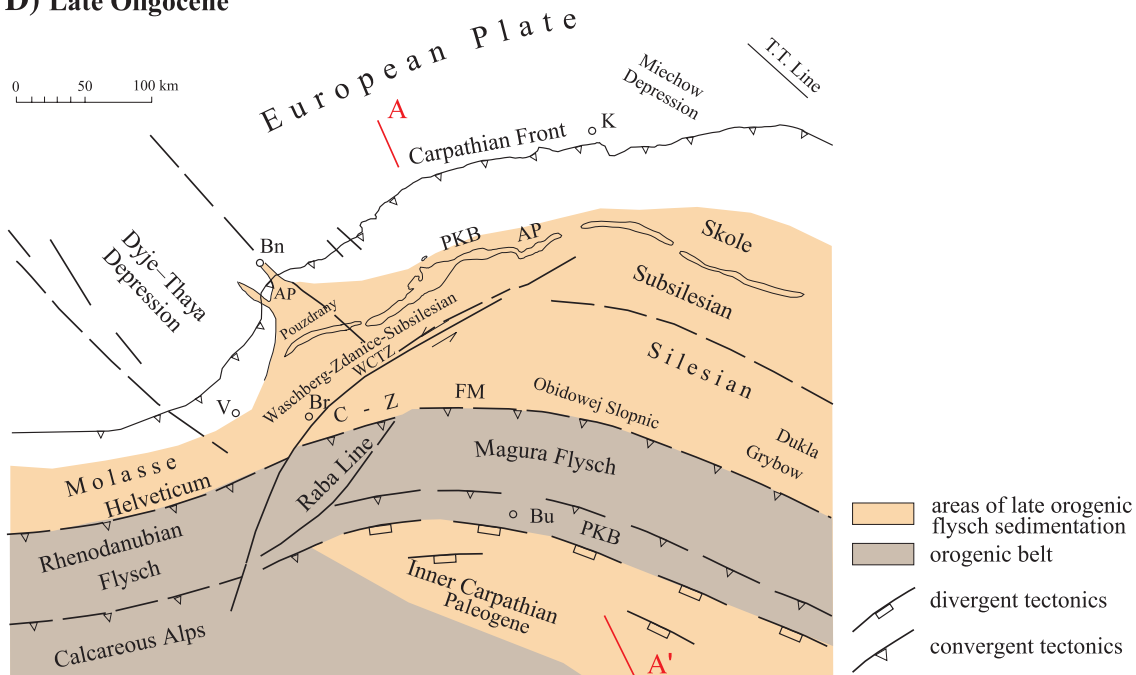 D) Late Oligocene
European Plate
T.T. Line
0 50 100 km
Miechow
Depression
A
K
Carpathian Front
Bn
Dyje–Thaya
Depression
PKB
AP
Skole
AP
Subsilesian
Pouzdrany
Waschberg-Zdanice-Subsilesian
WCTZ
Silesian
V
Br
C - Z
FM
Obidowej Slopnic
Dukla
Grybow
Molasse
Helveticum
Raba Line
Magura Flysch
Rhenodanubian
Flysch
Bu
PKB
Inner Carpathian
Paleogene
Calcareous Alps
A'
areas of late orogenic
flysch sedimentation
orogenic belt
divergent tectonics
convergent tectonics